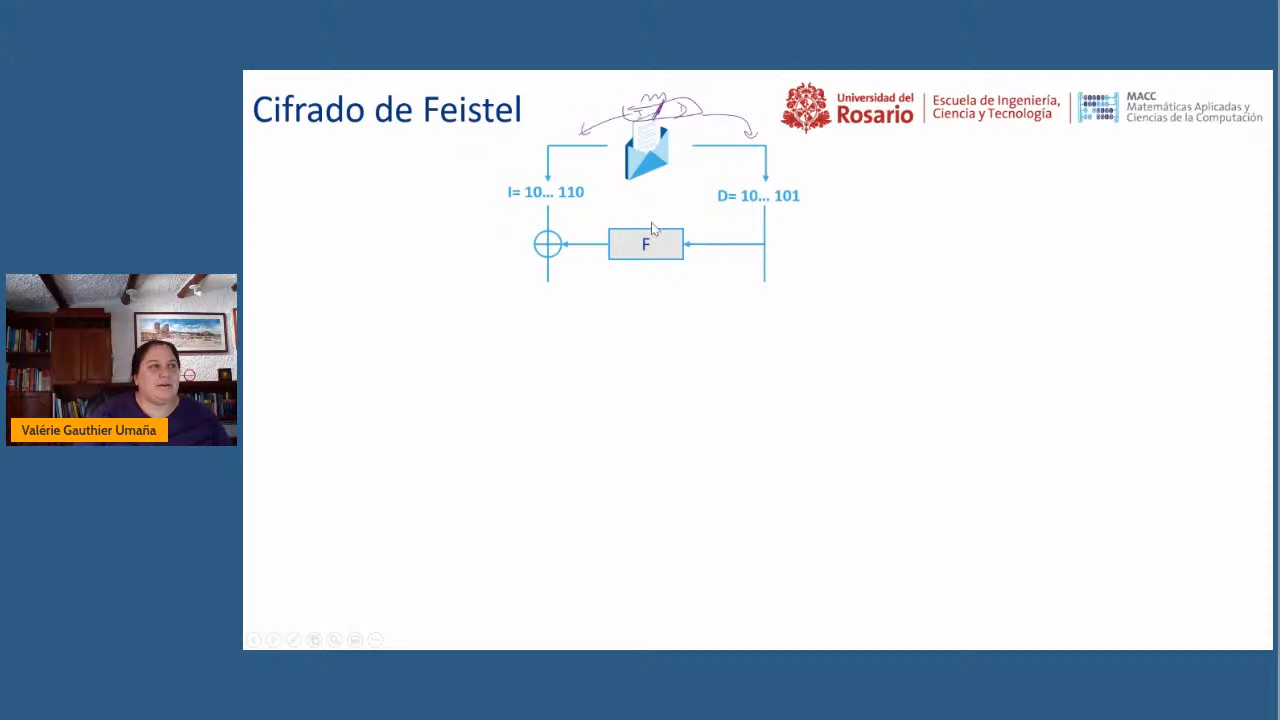 Cifrado de Feistel
m
I D
Universidad del
Rosario
Escuela de Ingeniería,
Ciencia y Tecnología
MACC
Matemáticas Aplicadas y
Ciencias de la Computación
I= 10... 110
D= 10... 101
F
Valérie Gauthier Umaña